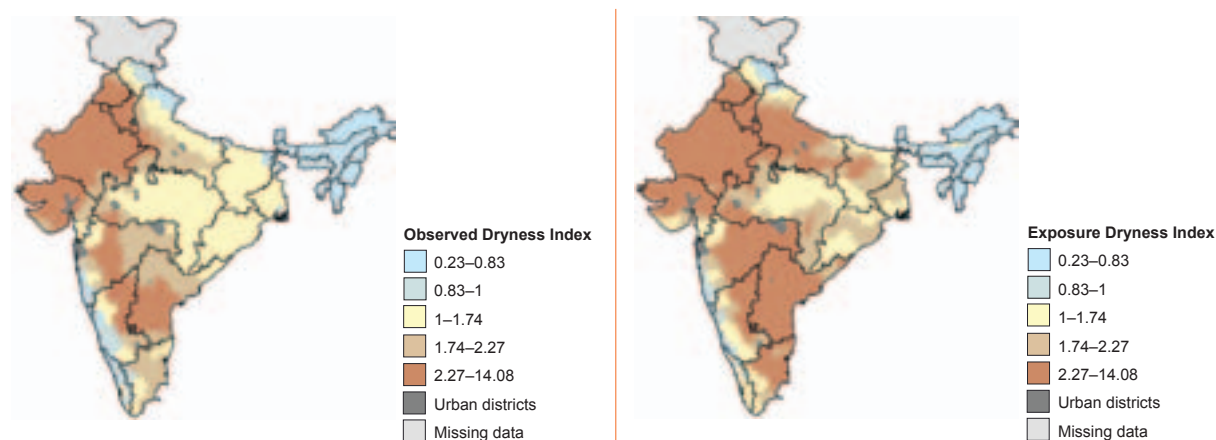 Observed Dryness Index
0.23–0.83
0.83–1
1–1.74
1.74–2.27
2.27–14.08
Urban districts
Missing data
Exposure Dryness Index
0.23–0.83
0.83–1
1–1.74
1.74–2.27
2.27–14.08
Urban districts
Missing data